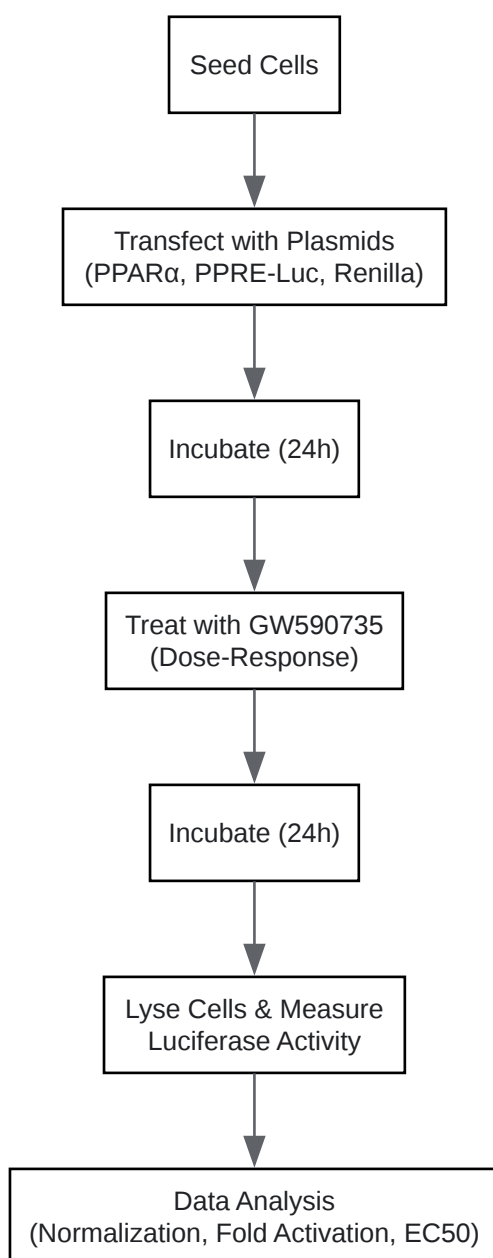 Seed Cells
Transfect with Plasmids
(PPARα, PPRE-Luc, Renilla)
Incubate (24h)
Treat with GW590735
(Dose-Response)
Incubate (24h)
Lyse Cells & Measure
Luciferase Activity
Data Analysis
(Normalization, Fold Activation, EC50)